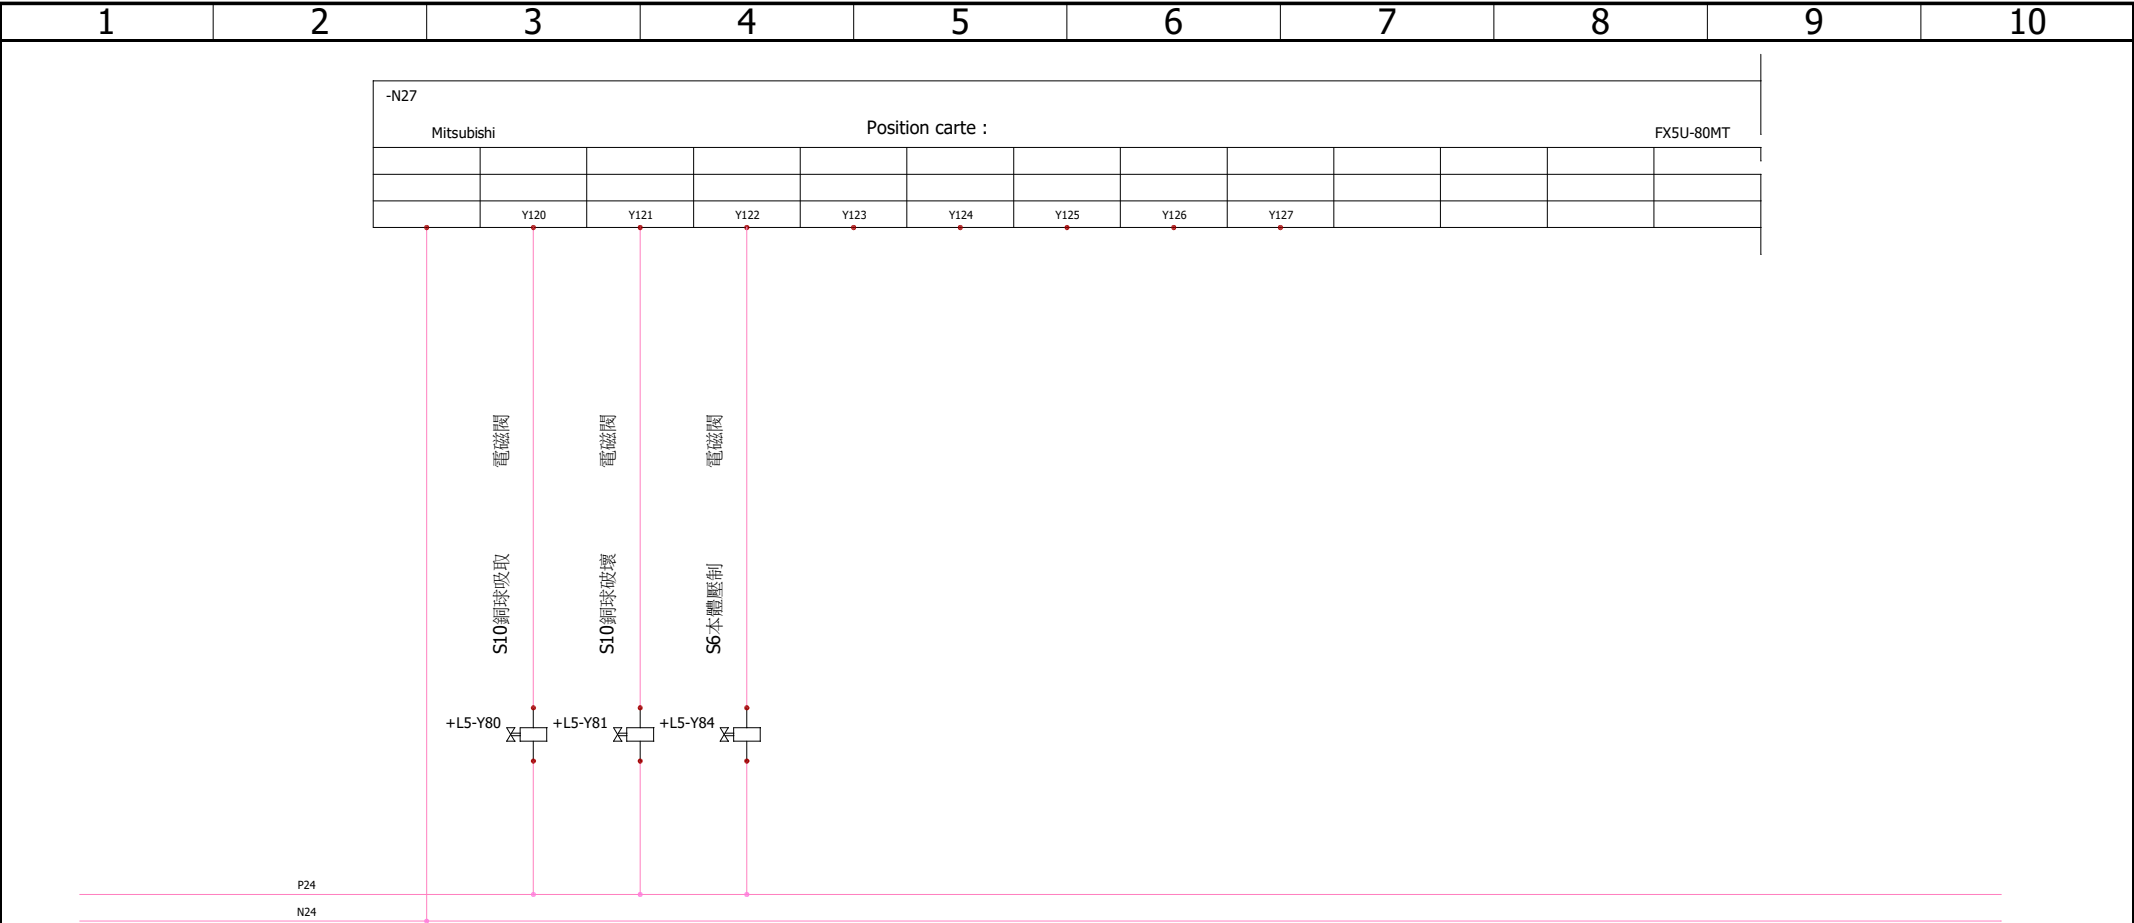 1 2 3 4 5 6 7 8 9 10
-N27
Mitsubishi Position carte : FX5U-80MT
Y120 Y121 Y122 Y123 Y124 Y125 Y126 Y127
S10銅球吸取 電磁閥
S10銅球破壞 電磁閥
S6本體壓制 電磁閥
+L5-Y80 +L5-Y81 +L5-Y84
P24
N24